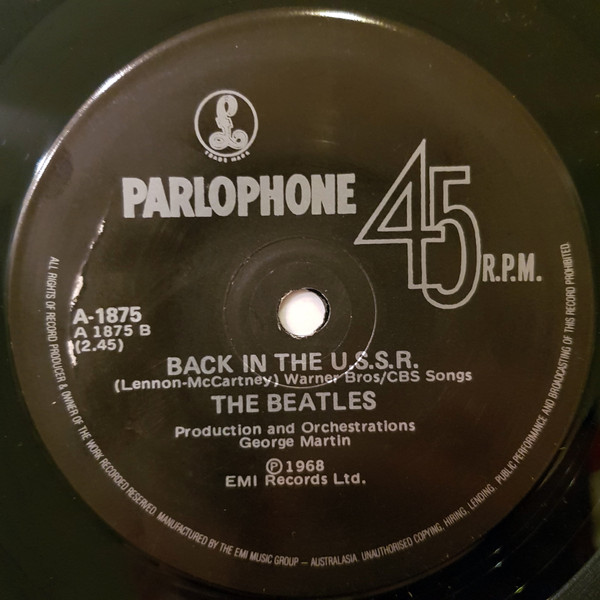 £
TRADE MARK
PARLOPHONE
45 R.P.M.
A-1875
A 1875 B
(2.45)
BACK IN THE U.S.S.R.
(Lennon-McCartney) Warner Bros/CBS Songs
THE BEATLES
Production and Orchestrations
George Martin
Ⓟ 1968
EMI Records Ltd.
ALL RIGHTS OF RECORD PRODUCER & OWNER OF THE WORK RECORDED RESERVED. MANUFACTURED BY THE EMI MUSIC GROUP – AUSTRALASIA. UNAUTHORISED COPYING, HIRING, LENDING, PUBLIC PERFORMANCE AND BROADCASTING OF THIS RECORD PROHIBITED.